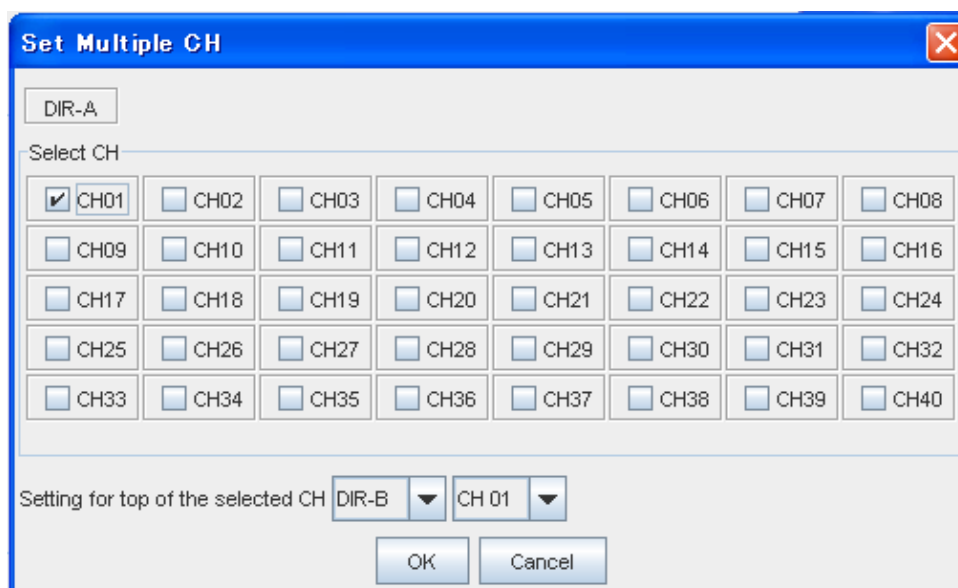 Set Multiple CH
DIR-A
Select CH
CH01 CH02 CH03 CH04 CH05 CH06 CH07 CH08
CH09 CH10 CH11 CH12 CH13 CH14 CH15 CH16
CH17 CH18 CH19 CH20 CH21 CH22 CH23 CH24
CH25 CH26 CH27 CH28 CH29 CH30 CH31 CH32
CH33 CH34 CH35 CH36 CH37 CH38 CH39 CH40
Setting for top of the selected CH DIR-B CH 01
OK Cancel